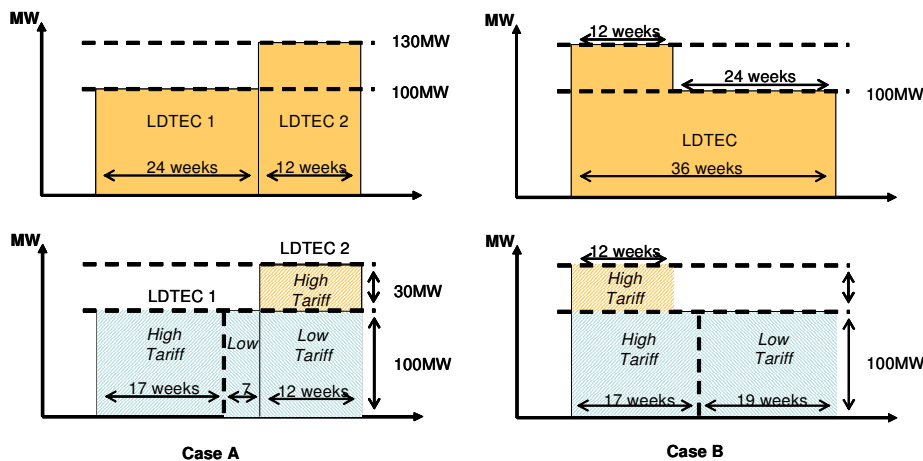 MW
130MW
100MW
LDTEC 1
LDTEC 2
24 weeks
12 weeks
MW
12 weeks
24 weeks
100MW
LDTEC
36 weeks
MW
LDTEC 2
LDTEC 1
High
Tariff
30MW
High
Tariff
Low
Low
Tariff
100MW
17 weeks
7
12 weeks
Case A
MW
12 weeks
High
Tariff
30MW
High
Tariff
Low
Tariff
100MW
17 weeks
19 weeks
Case B